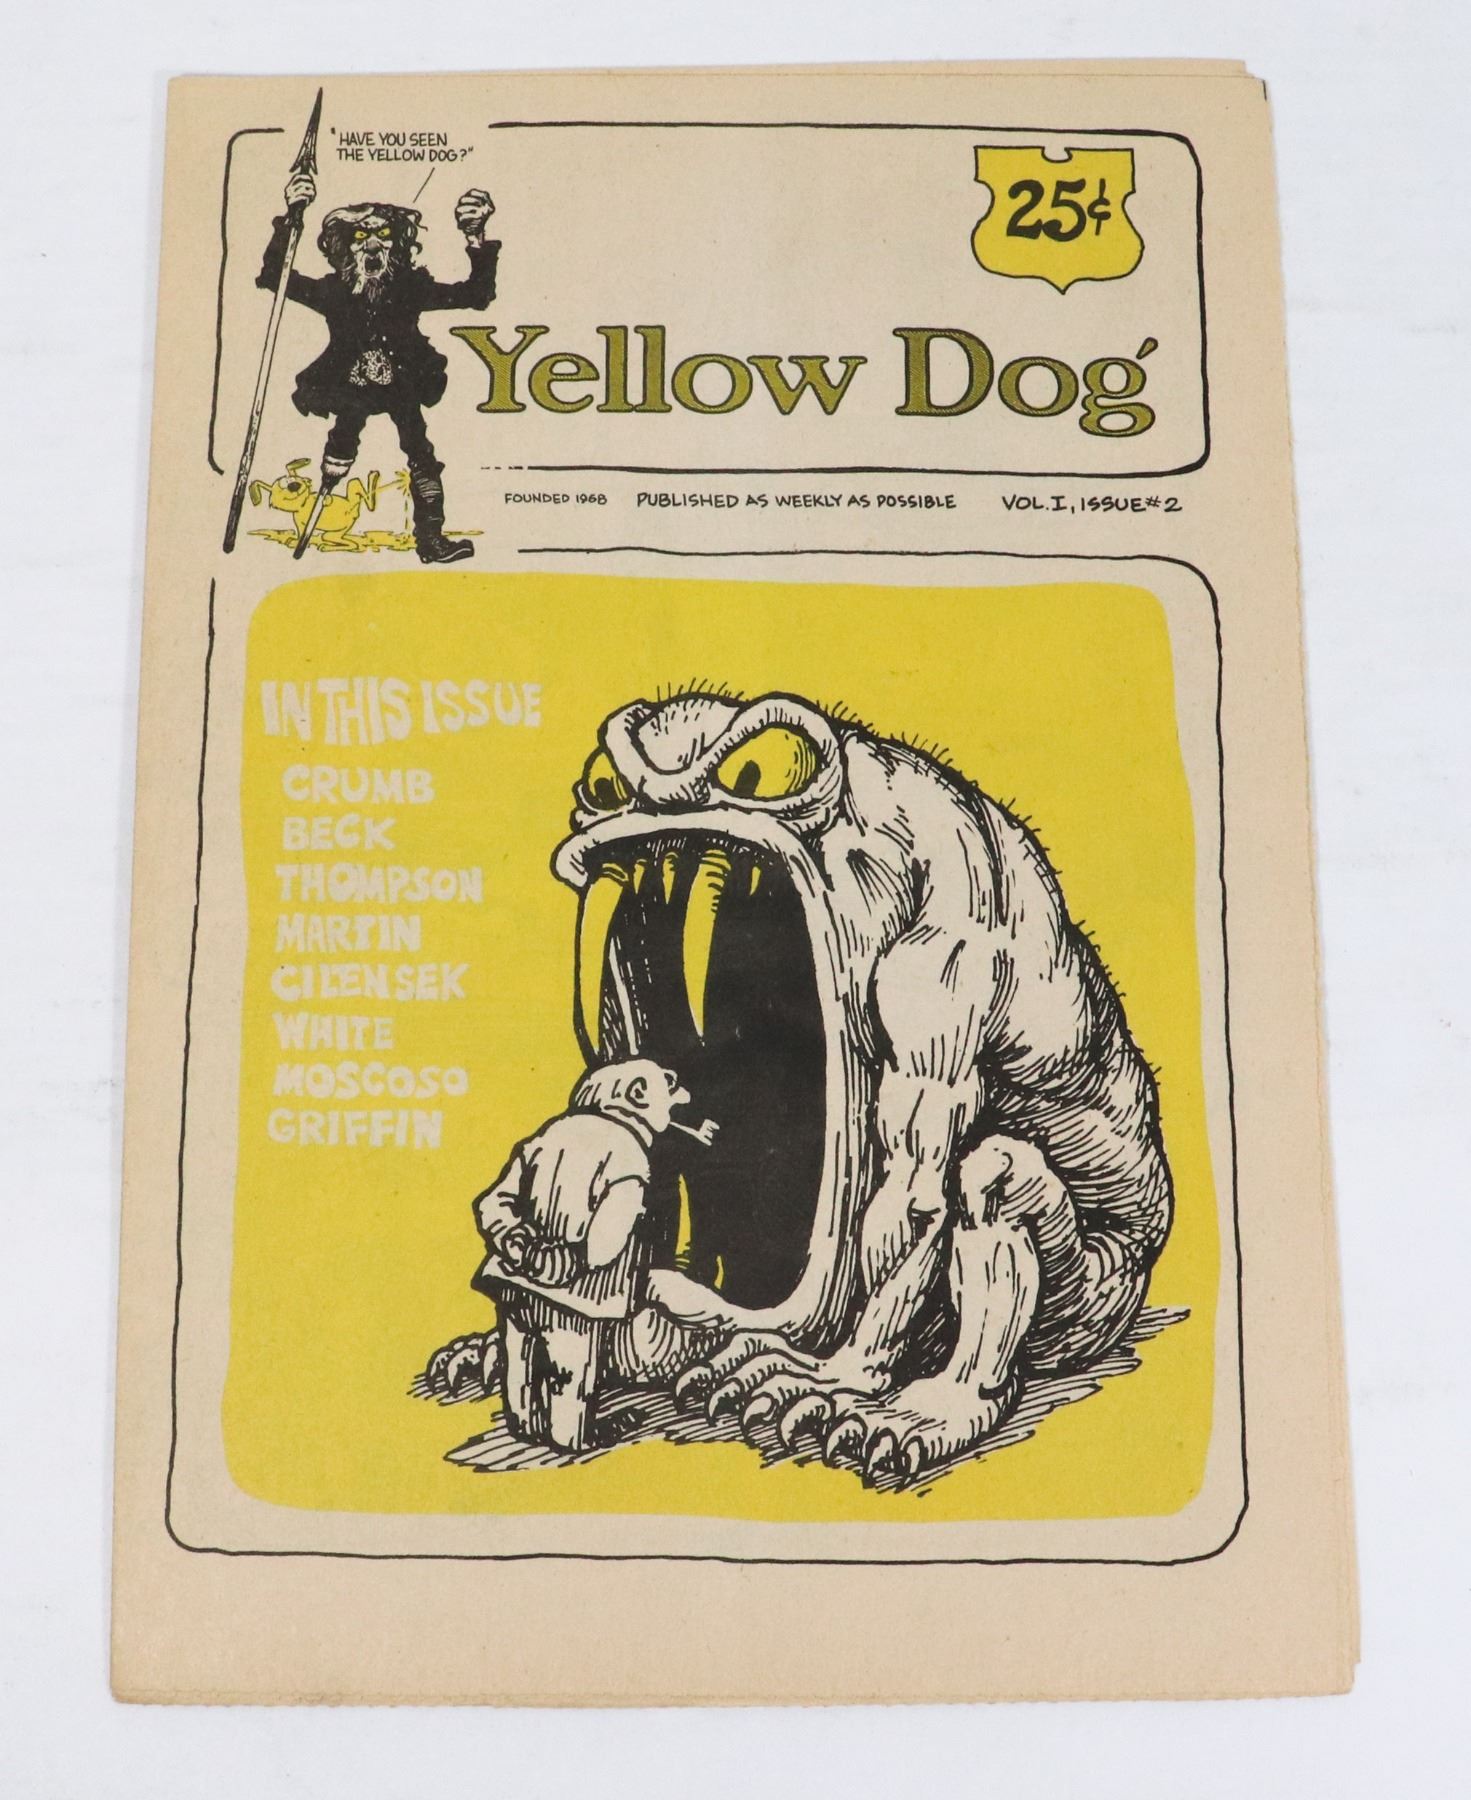 "HAVE YOU SEEN
THE YELLOW DOG?"
25¢
Yellow Dog
FOUNDED 1968 PUBLISHED AS WEEKLY AS POSSIBLE VOL. I, ISSUE #2
IN THIS ISSUE
CRUMB
BECK
THOMPSON
MARTIN
CILENSEK
WHITE
MOSCOSO
GRIFFIN